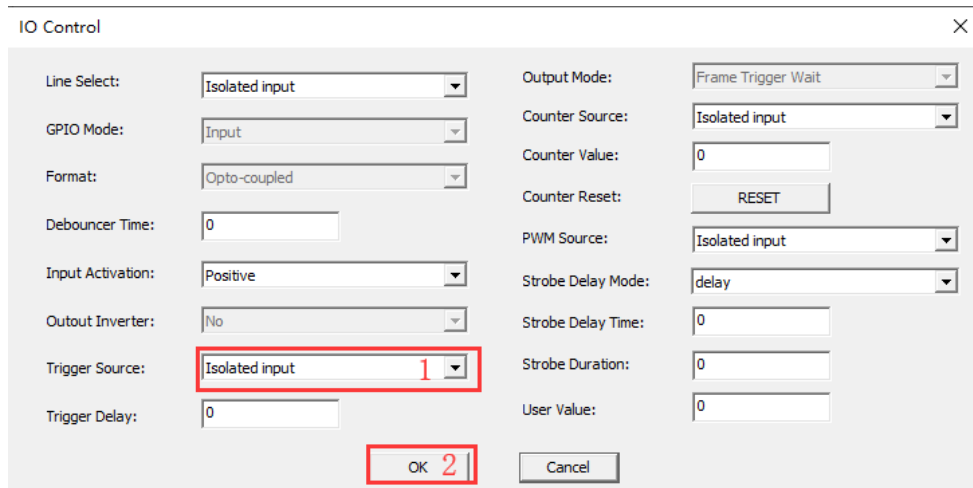 IO Control
Line Select: Isolated input
GPIO Mode: Input
Format: Opto-coupled
Debouncer Time: 0
Input Activation: Positive
Outout Inverter: No
Trigger Source: Isolated input 1
Trigger Delay: 0
Output Mode: Frame Trigger Wait
Counter Source: Isolated input
Counter Value: 0
Counter Reset: RESET
PWM Source: Isolated input
Strobe Delay Mode: delay
Strobe Delay Time: 0
Strobe Duration: 0
User Value: 0
OK 2 Cancel